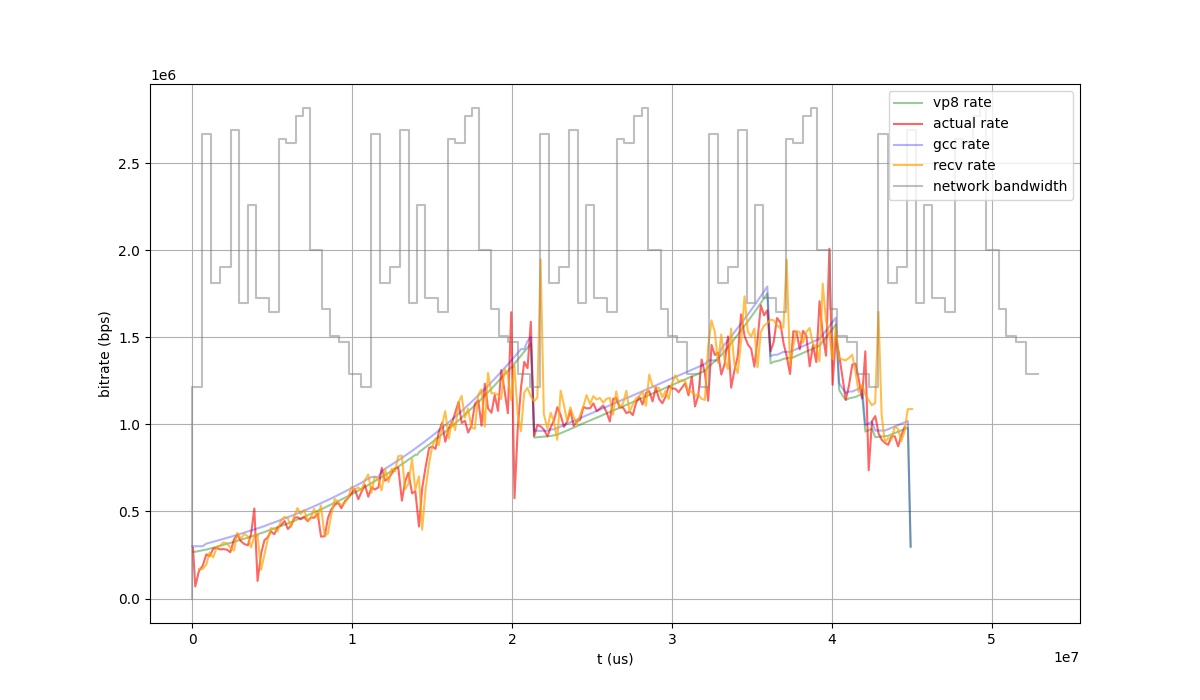 1e6
vp8 rate
actual rate
gcc rate
recv rate
network bandwidth
2.5
2.0
1.5
1.0
0.5
0.0
bitrate (bps)
0 1 2 3 4 5
t (us)
1e7